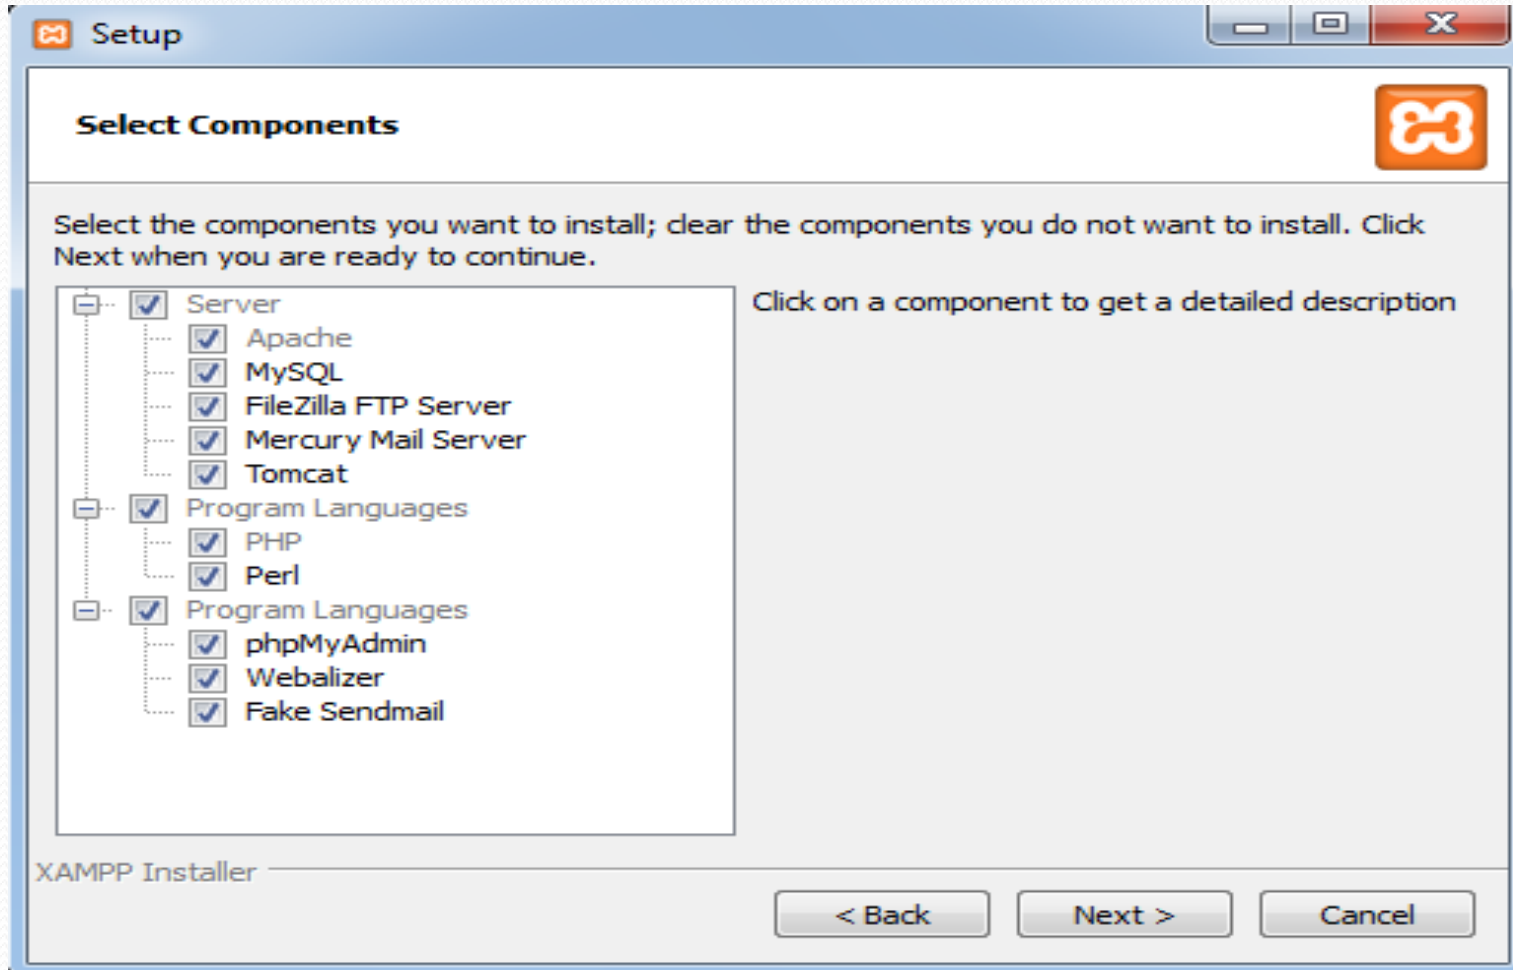 Setup
Select Components
Select the components you want to install; clear the components you do not want to install. Click
Next when you are ready to continue.
Server
Apache
MySQL
FileZilla FTP Server
Mercury Mail Server
Tomcat
Program Languages
PHP
Perl
Program Languages
phpMyAdmin
Webalizer
Fake Sendmail
Click on a component to get a detailed description
XAMPP Installer
< Back
Next >
Cancel